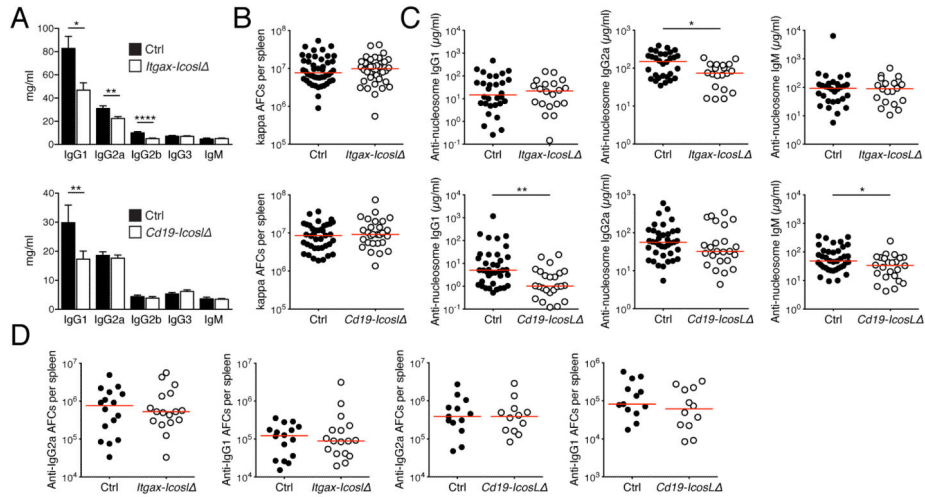 A
mg/ml
100
80
60
40
20
0
*
**
****
Ctrl
Itgax-IcoslΔ
IgG1 IgG2a IgG2b IgG3 IgM
mg/ml
40
30
20
10
0
**
Ctrl
Cd19-IcoslΔ
IgG1 IgG2a IgG2b IgG3 IgM
B
kappa AFCs per spleen
10⁸
10⁷
10⁶
10⁵
Ctrl Itgax-IcoslΔ
kappa AFCs per spleen
10⁸
10⁷
10⁶
10⁵
Ctrl Cd19-IcoslΔ
C
Anti-nucleosome IgG1 (µg/ml)
10⁴
10³
10²
10¹
10⁰
10⁻¹
Ctrl Itgax-IcosLΔ
Anti-nucleosome IgG2a (µg/ml)
10³
10²
10¹
10⁰
*
Ctrl Itgax-IcosLΔ
Anti-nucleosome IgM (µg/ml)
10⁴
10³
10²
10¹
10⁰
Ctrl Itgax-IcosLΔ
Anti-nucleosome IgG1 (µg/ml)
10⁴
10³
10²
10¹
10⁰
10⁻¹
**
Ctrl Cd19-IcosLΔ
Anti-nucleosome IgG2a (µg/ml)
10³
10²
10¹
10⁰
Ctrl Cd19-IcosLΔ
Anti-nucleosome IgM (µg/ml)
10⁴
10³
10²
10¹
10⁰
*
Ctrl Cd19-IcosLΔ
D
Anti-IgG2a AFCs per spleen
10⁷
10⁶
10⁵
10⁴
Ctrl Itgax-IcoslΔ
Anti-IgG1 AFCs per spleen
10⁷
10⁶
10⁵
10⁴
Ctrl Itgax-IcoslΔ
Anti-IgG2a AFCs per spleen
10⁷
10⁶
10⁵
10⁴
Ctrl Cd19-IcosLΔ
Anti-IgG1 AFCs per spleen
10⁶
10⁵
10⁴
10³
Ctrl Cd19-IcosLΔ